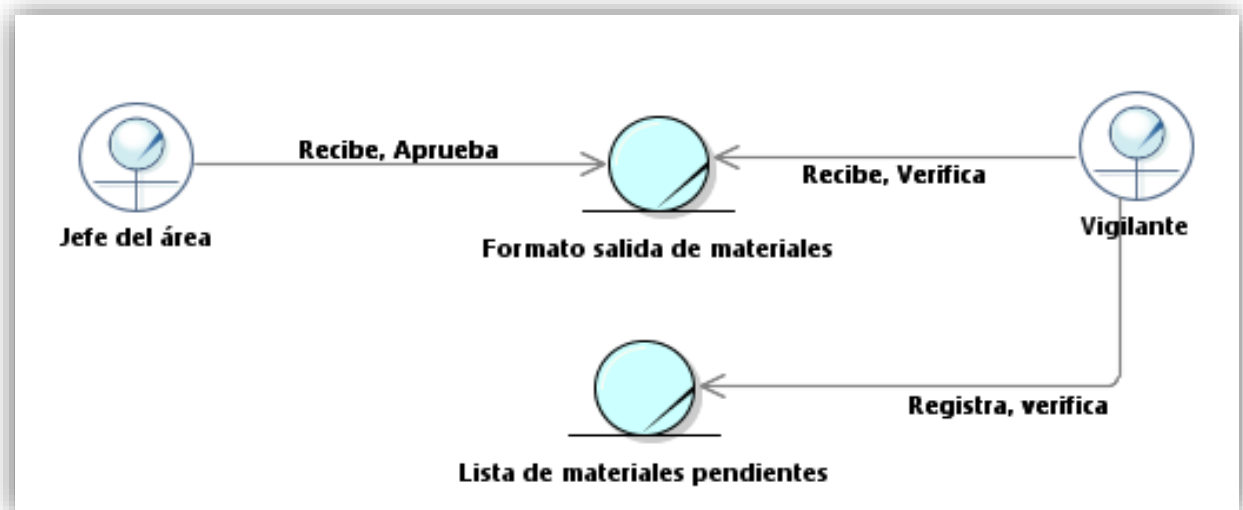 Recibe, Aprueba
Recibe, Verifica
Jefe del área
Formato salida de materiales
Vigilante
Registra, verifica
Lista de materiales pendientes